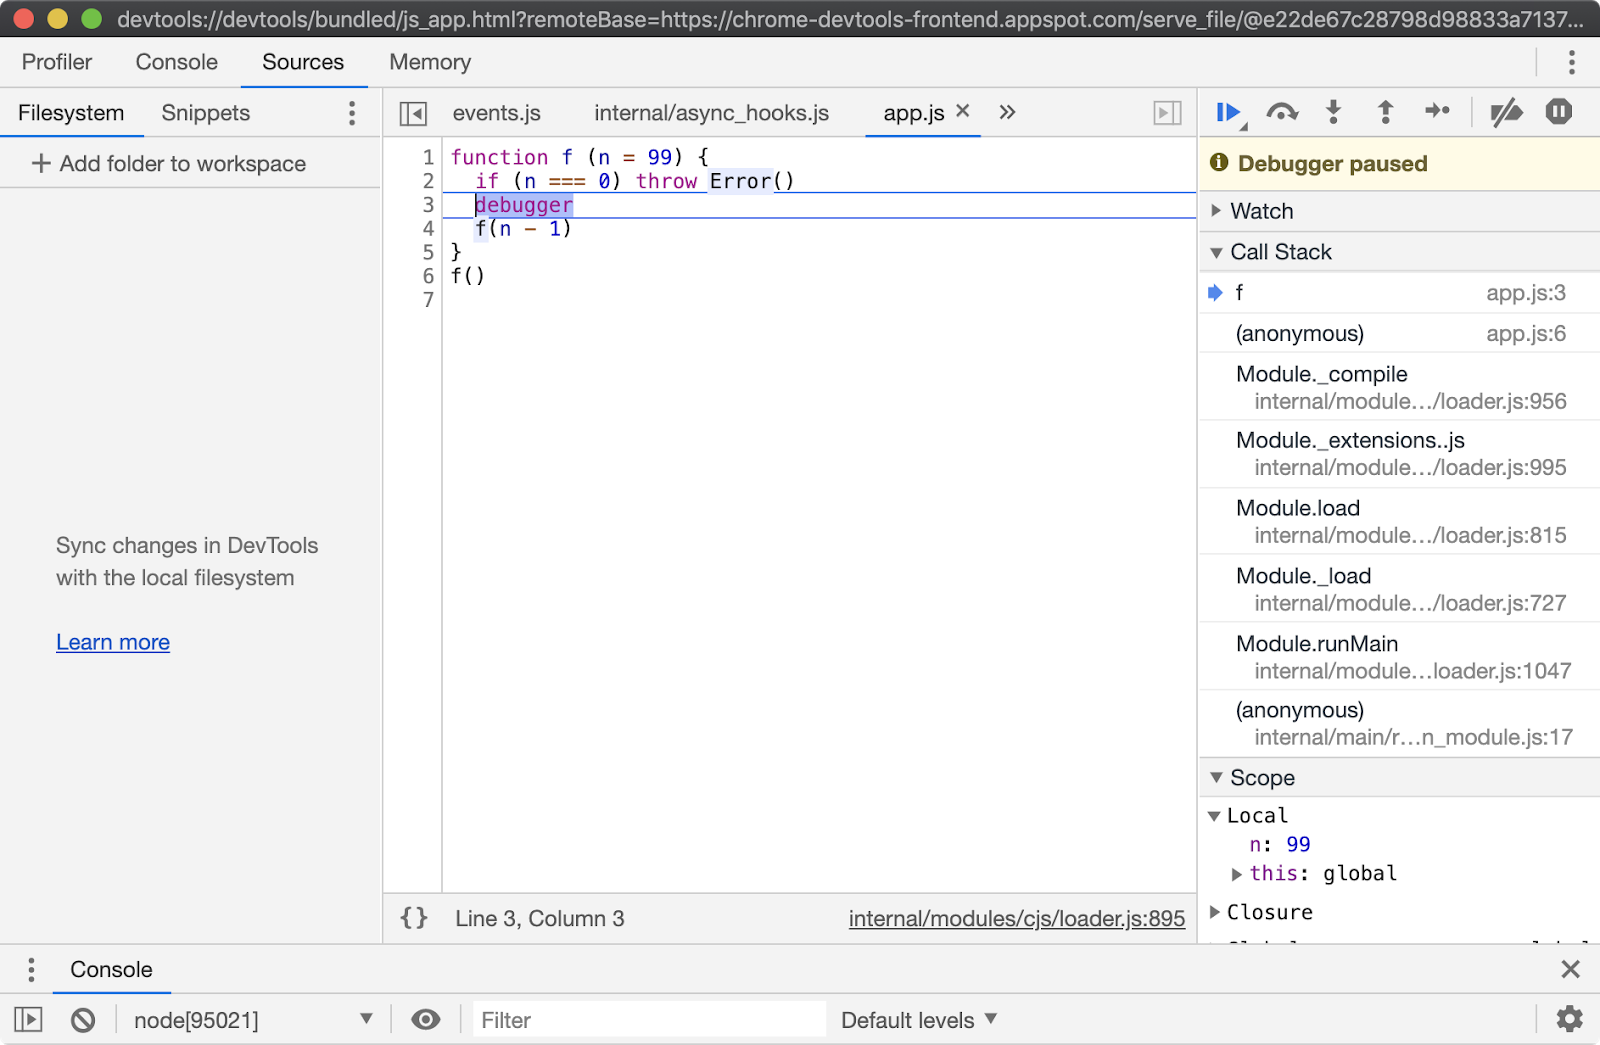 devtools://devtools/bundled/js_app.html?remoteBase=https://chrome-devtools-frontend.appspot.com/serve_file/@e22de67c28798d98833a7137...
Profiler Console Sources Memory
Filesystem Snippets
events.js internal/async_hooks.js app.js
+ Add folder to workspace
Sync changes in DevTools
with the local filesystem
Learn more
1 function f (n = 99) {
2 if (n === 0) throw Error()
3 debugger
4 f(n - 1)
5 }
6 f()
7
{} Line 3, Column 3 internal/modules/cjs/loader.js:895
Debugger paused
Watch
Call Stack
f app.js:3
(anonymous) app.js:6
Module._compile
internal/module…/loader.js:956
Module._extensions..js
internal/module…/loader.js:995
Module.load
internal/module…/loader.js:815
Module._load
internal/module…/loader.js:727
Module.runMain
internal/module…loader.js:1047
(anonymous)
internal/main/r…n_module.js:17
Scope
Local
n: 99
this: global
Closure
Console
node[95021] Filter Default levels